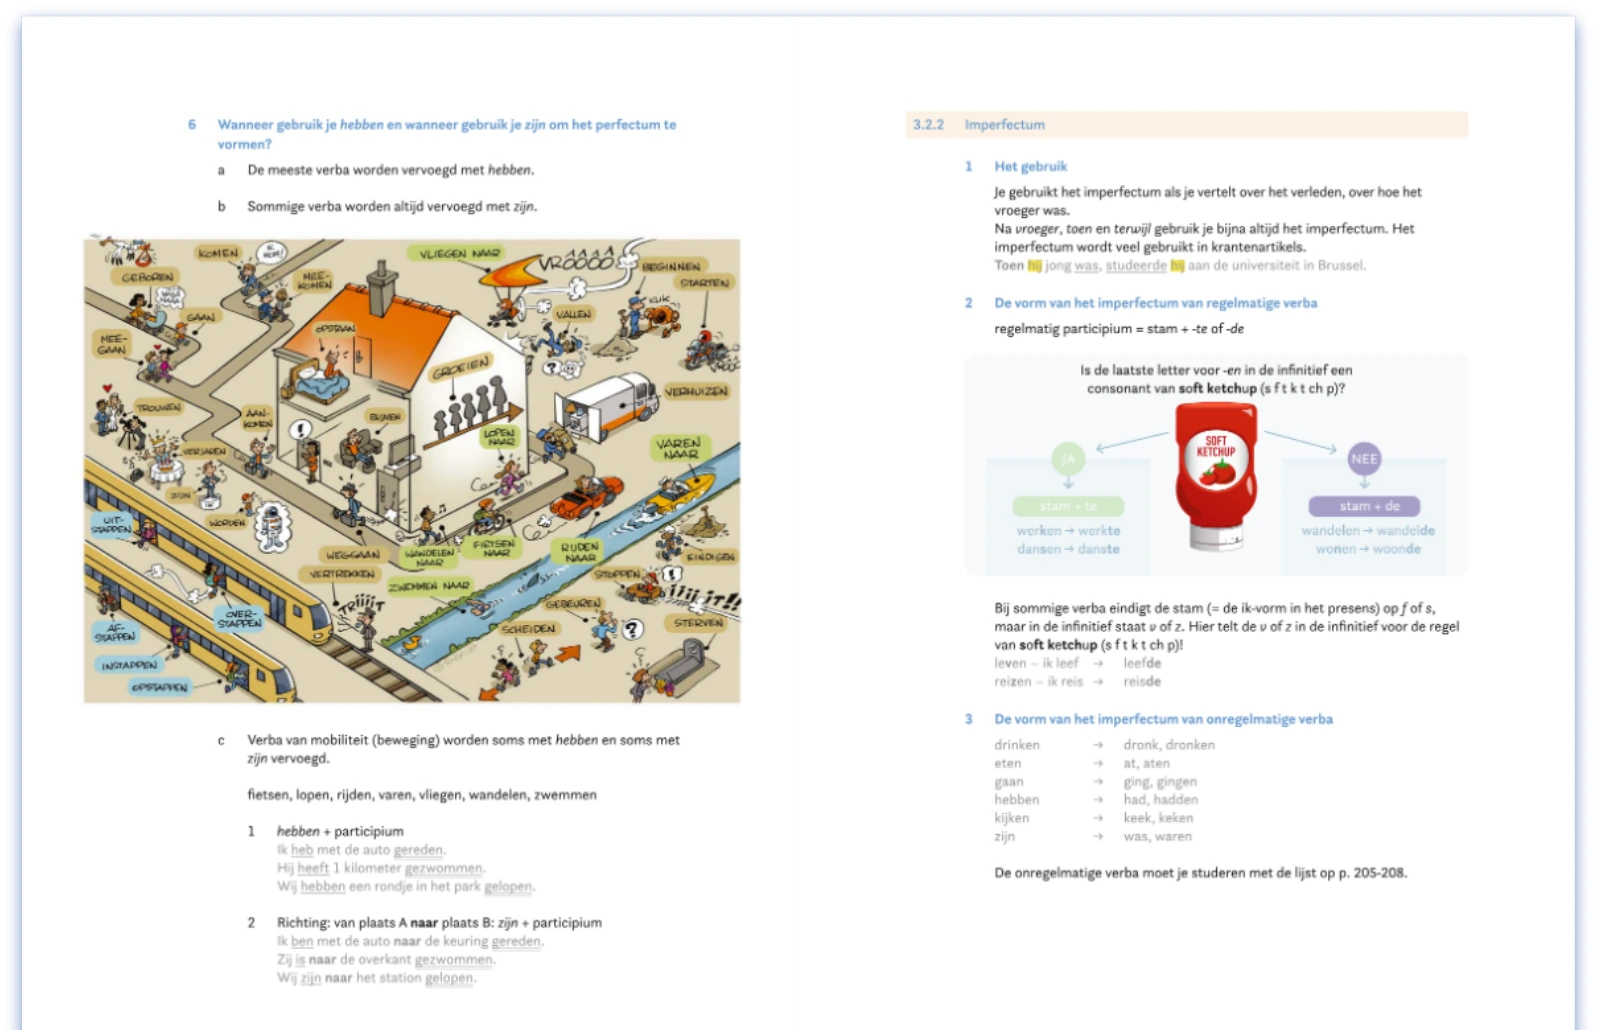 6 Wanneer gebruik je hebben en wanneer gebruik je zijn om het perfectum te
vormen?
a De meeste verba worden vervoegd met hebben.
b Sommige verba worden altijd vervoegd met zijn.
KOMEN
IK KOM!
VLIEGEN NAAR
VRÔÔÔÔ
BEGINNEN
GEBOREN
MEE-
KOMEN
STARTEN
GAAN
KLIK
VALLEN
OPSTAAN
MEE-
GAAN
VROO
GROEIEN
VERHUIZEN
TROUWEN
AAN-
KOMEN
BLIJVEN
LOPEN
NAAR
VAREN
NAAR
VERJAREN
ZIJN
IK
WORDEN
UIT-
STAPPEN
WEGGAAN
WANDELEN
NAAR
FIETSEN
NAAR
RIJDEN
NAAR
EINDIGEN
VERTREKKEN
ZWEMMEN NAAR
STOPPEN
TRIIIIT
GEBEUREN
OVER-
STAPPEN
AF-
STAPPEN
SCHEIDEN
STERVEN
INSTAPPEN
OPSTAPPEN
c Verba van mobiliteit (beweging) worden soms met hebben en soms met
zijn vervoegd.
fietsen, lopen, rijden, varen, vliegen, wandelen, zwemmen
1 hebben + participium
Ik heb met de auto gereden.
Hij heeft 1 kilometer gezwommen.
Wij hebben een rondje in het park gelopen.
2 Richting: van plaats A naar plaats B: zijn + participium
Ik ben met de auto naar de keuring gereden.
Zij is naar de overkant gezwommen.
Wij zijn naar het station gelopen.
3.2.2 Imperfectum
1 Het gebruik
Je gebruikt het imperfectum als je vertelt over het verleden, over hoe het
vroeger was.
Na vroeger, toen en terwijl gebruik je bijna altijd het imperfectum. Het
imperfectum wordt veel gebruikt in krantenartikels.
Toen hij jong was, studeerde hij aan de universiteit in Brussel.
2 De vorm van het imperfectum van regelmatige verba
regelmatig participium = stam + -te of -de
Is de laatste letter voor -en in de infinitief een
consonant van soft ketchup (s f t k t ch p)?
SOFT
KETCHUP
JA
NEE
stam + te
stam + de
werken → werkte
dansen → danste
wandelen → wandelde
wonen → woonde
Bij sommige verba eindigt de stam (= de ik-vorm in het presens) op f of s,
maar in de infinitief staat v of z. Hier telt de v of z in de infinitief voor de regel
van soft ketchup (s f t k t ch p)!
leven – ik leef → leefde
reizen – ik reis → reisde
3 De vorm van het imperfectum van onregelmatige verba
drinken → dronk, dronken
eten → at, aten
gaan → ging, gingen
hebben → had, hadden
kijken → keek, keken
zijn → was, waren
De onregelmatige verba moet je studeren met de lijst op p. 205-208.